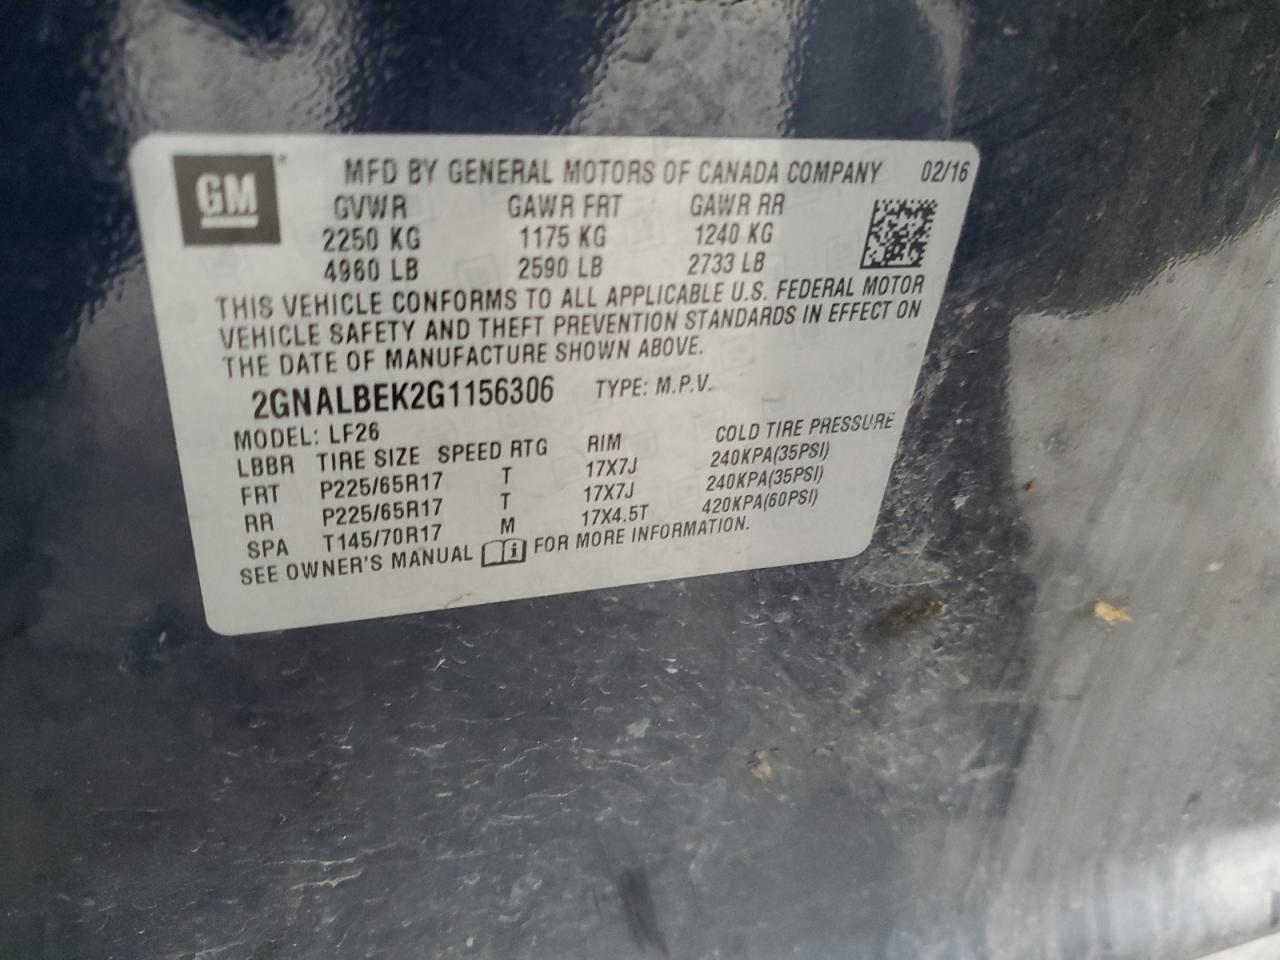 GM® MFD BY GENERAL MOTORS OF CANADA COMPANY 02/16
GVWR GAWR FRT GAWR RR
2250 KG 1175 KG 1240 KG
4960 LB 2590 LB 2733 LB
THIS VEHICLE CONFORMS TO ALL APPLICABLE U.S. FEDERAL MOTOR
VEHICLE SAFETY AND THEFT PREVENTION STANDARDS IN EFFECT ON
THE DATE OF MANUFACTURE SHOWN ABOVE.
2GNALBEK2G1156306 TYPE: M.P.V.
MODEL: LF26
LBBR TIRE SIZE SPEED RTG RIM COLD TIRE PRESSURE
FRT P225/65R17 T 17X7J 240KPA(35PSI)
RR P225/65R17 T 17X7J 240KPA(35PSI)
SPA T145/70R17 M 17X4.5T 420KPA(60PSI)
SEE OWNER'S MANUAL FOR MORE INFORMATION.